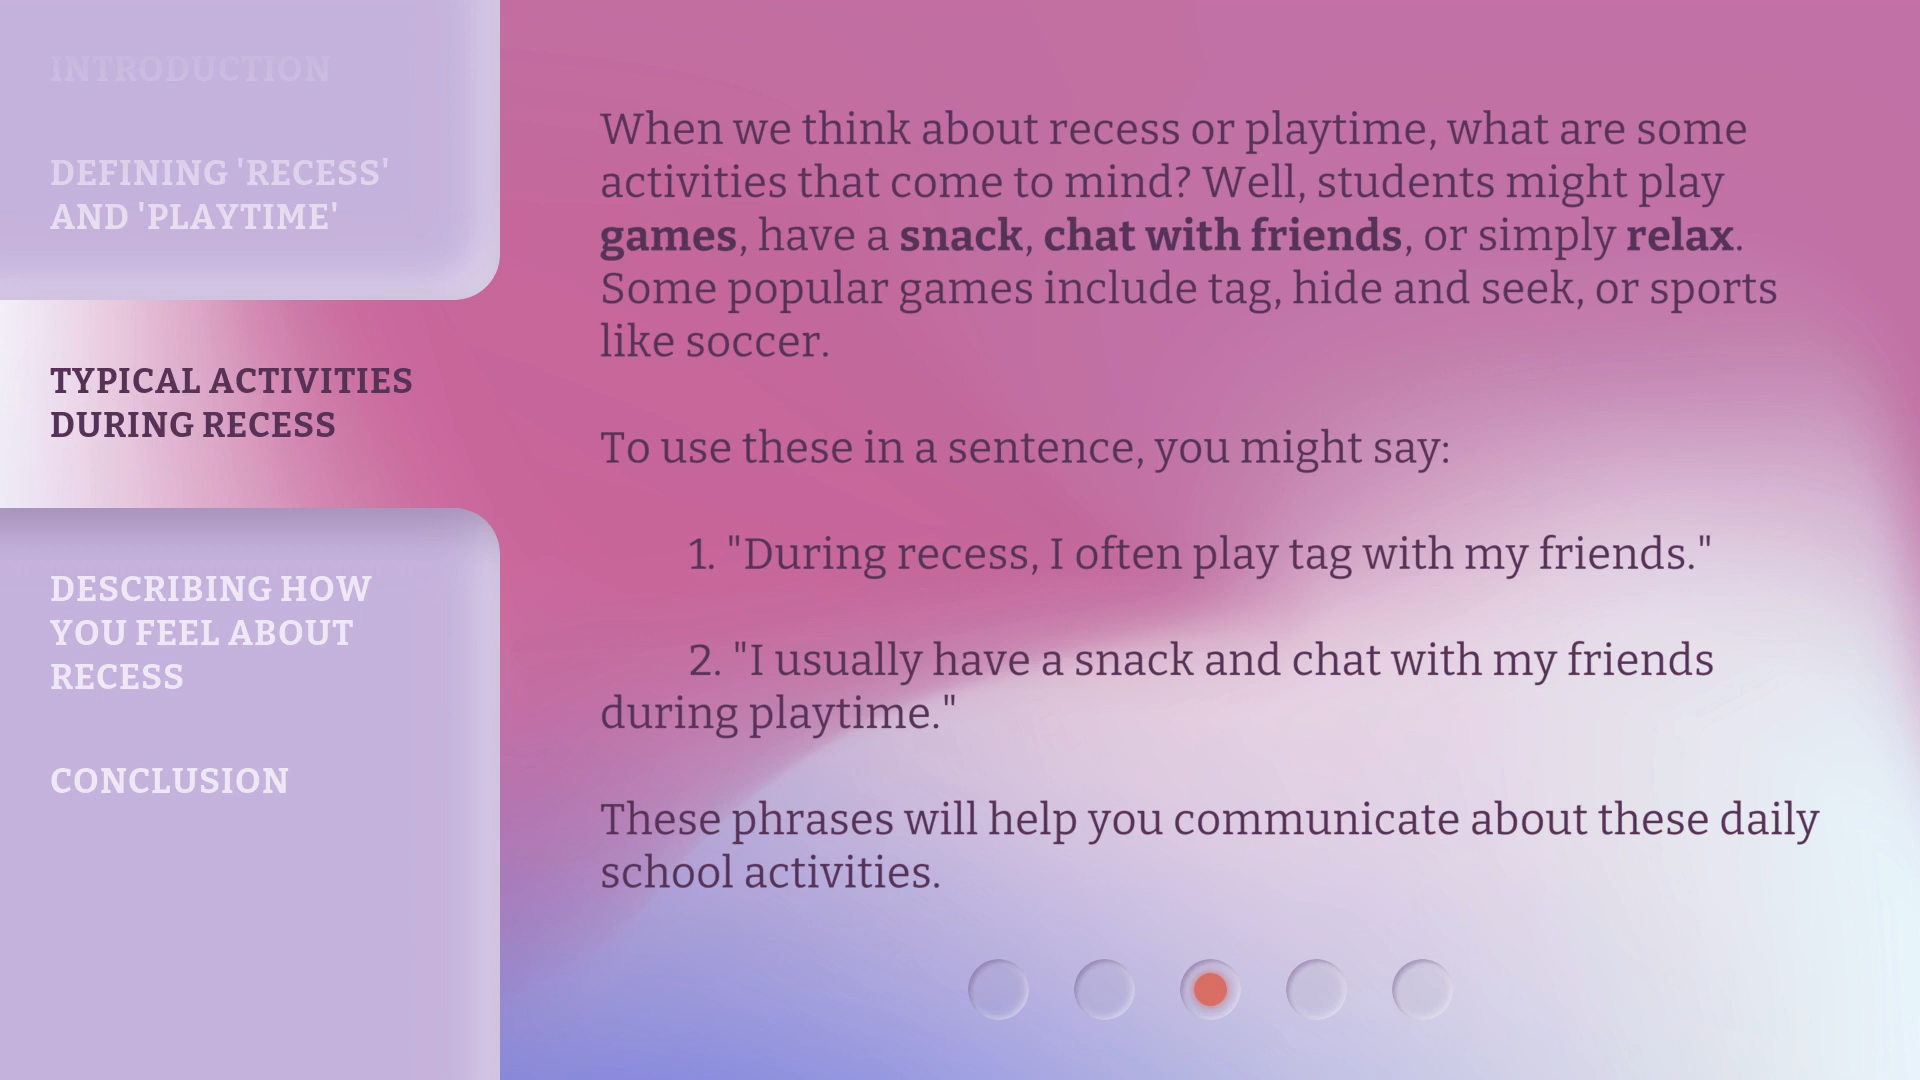 INTRODUCTION
DEFINING 'RECESS'
AND 'PLAYTIME'
TYPICAL ACTIVITIES
DURING RECESS
DESCRIBING HOW
YOU FEEL ABOUT
RECESS
CONCLUSION
When we think about recess or playtime, what are some
activities that come to mind? Well, students might play
games, have a snack, chat with friends, or simply relax.
Some popular games include tag, hide and seek, or sports
like soccer.
To use these in a sentence, you might say:
1. "During recess, I often play tag with my friends."
2. "I usually have a snack and chat with my friends
during playtime."
These phrases will help you communicate about these daily
school activities.